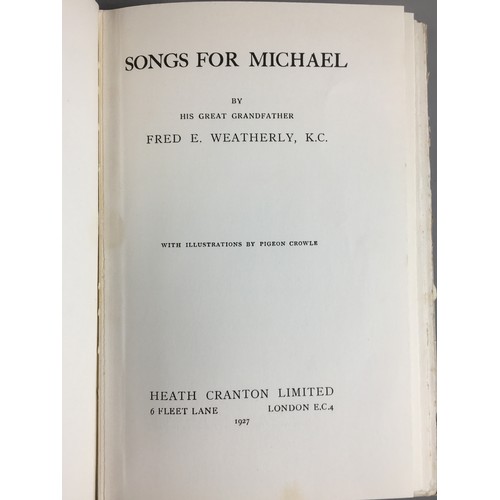 SONGS FOR MICHAEL
BY
HIS GREAT GRANDFATHER
FRED E. WEATHERLY, K.C.
WITH ILLUSTRATIONS BY PIGEON CROWLE
HEATH CRANTON LIMITED
6 FLEET LANE LONDON E.C.4
1927